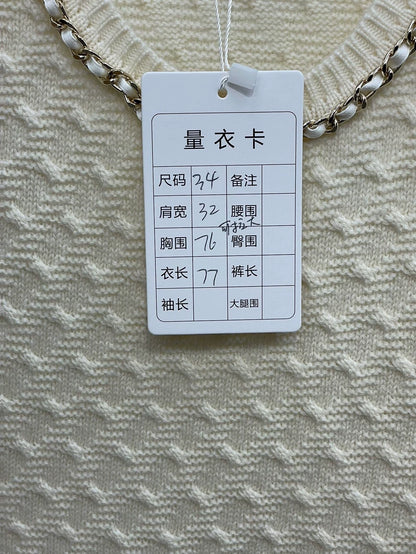 量衣卡
尺码 34 备注
肩宽 32 腰围
可拉大
胸围 76 臀围
衣长 77 裤长
袖长 大腿围